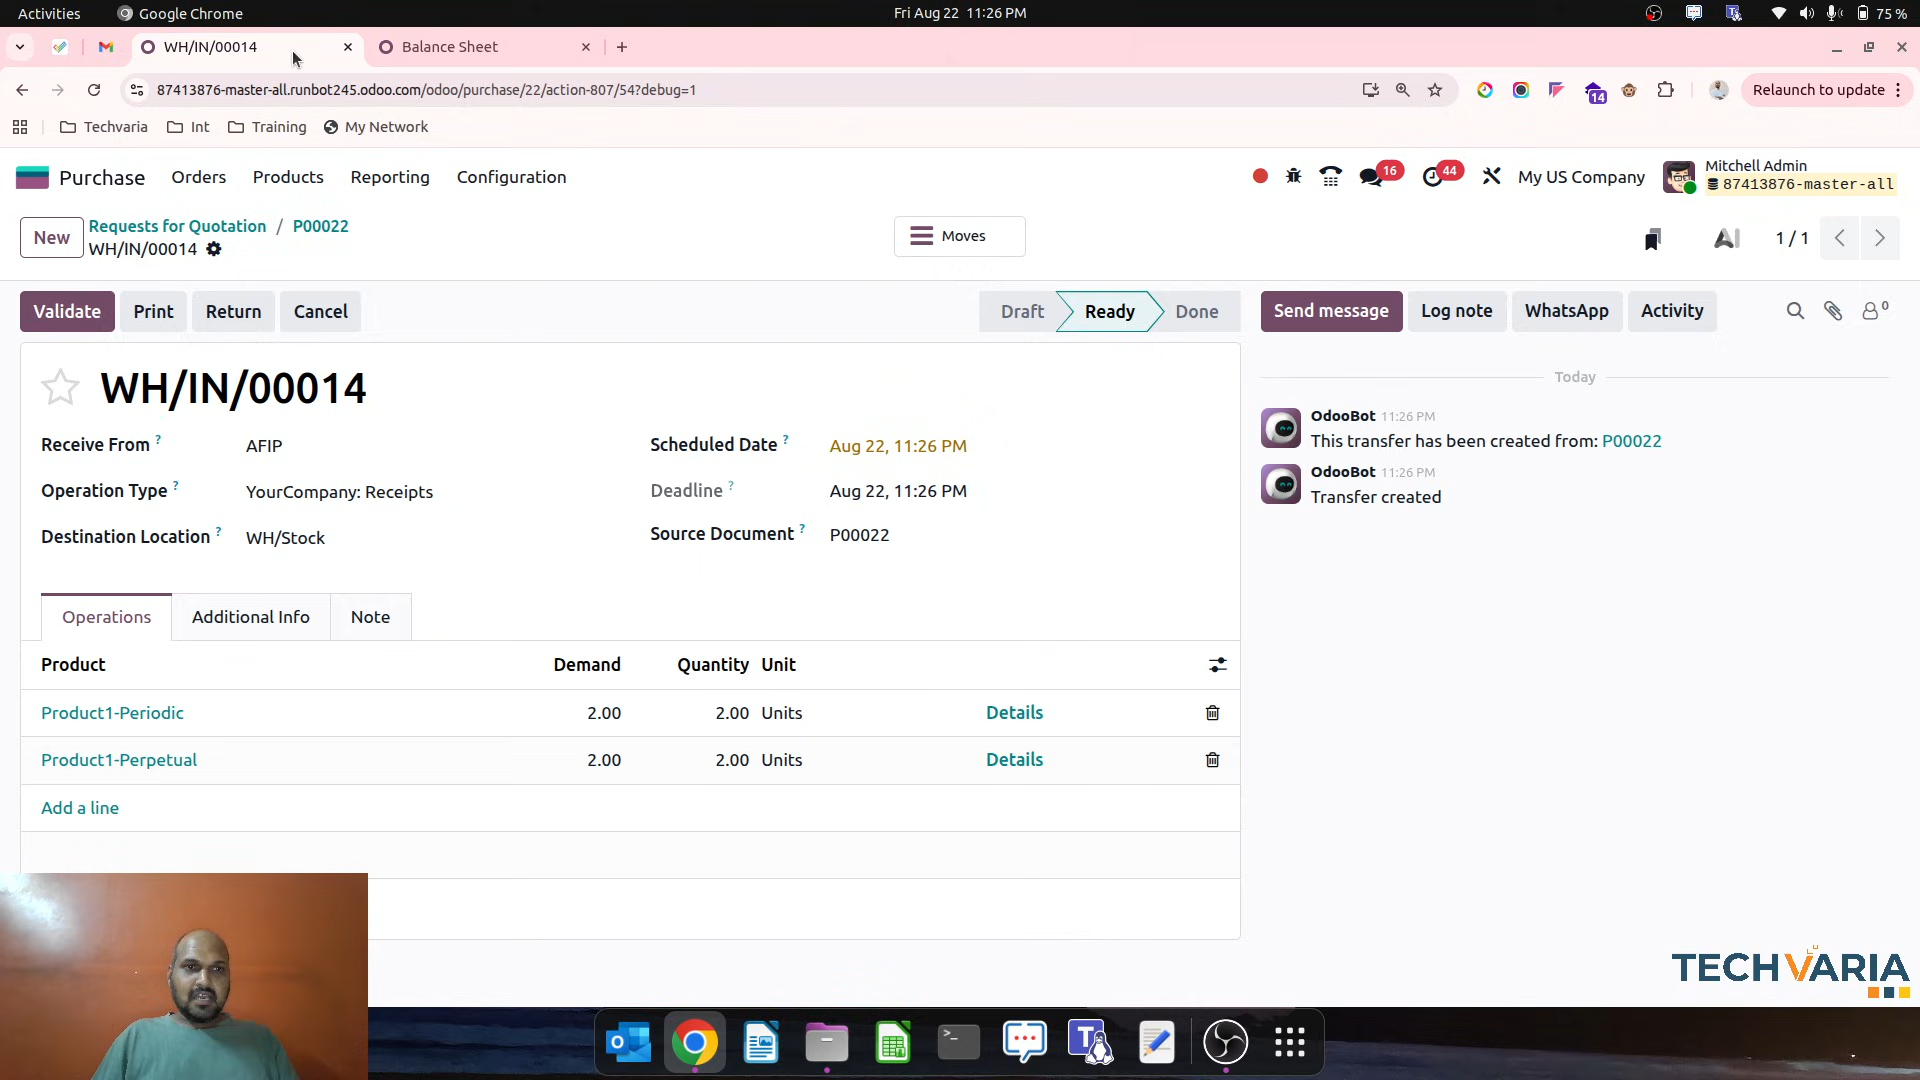 Activities
Google Chrome
Fri Aug 22 11:26 PM
75 %
WH/IN/00014
Balance Sheet
87413876-master-all.runbot245.odoo.com/odoo/purchase/22/action-807/54?debug=1
14
Relaunch to update
Techvaria
Int
Training
My Network
Purchase
Orders
Products
Reporting
Configuration
16
44
My US Company
Mitchell Admin
87413876-master-all
New
Requests for Quotation / P00022
WH/IN/00014
Moves
AI
1 / 1
Validate
Print
Return
Cancel
Draft
Ready
Done
Send message
Log note
WhatsApp
Activity
0
WH/IN/00014
Receive From ?
AFIP
Scheduled Date ?
Aug 22, 11:26 PM
Operation Type ?
YourCompany: Receipts
Deadline ?
Aug 22, 11:26 PM
Destination Location ?
WH/Stock
Source Document ?
P00022
Today
OdooBot 11:26 PM
This transfer has been created from: P00022
OdooBot 11:26 PM
Transfer created
Operations
Additional Info
Note
Product
Demand
Quantity
Unit
Product1-Periodic
2.00
2.00
Units
Details
Product1-Perpetual
2.00
2.00
Units
Details
Add a line
TECHVARIA